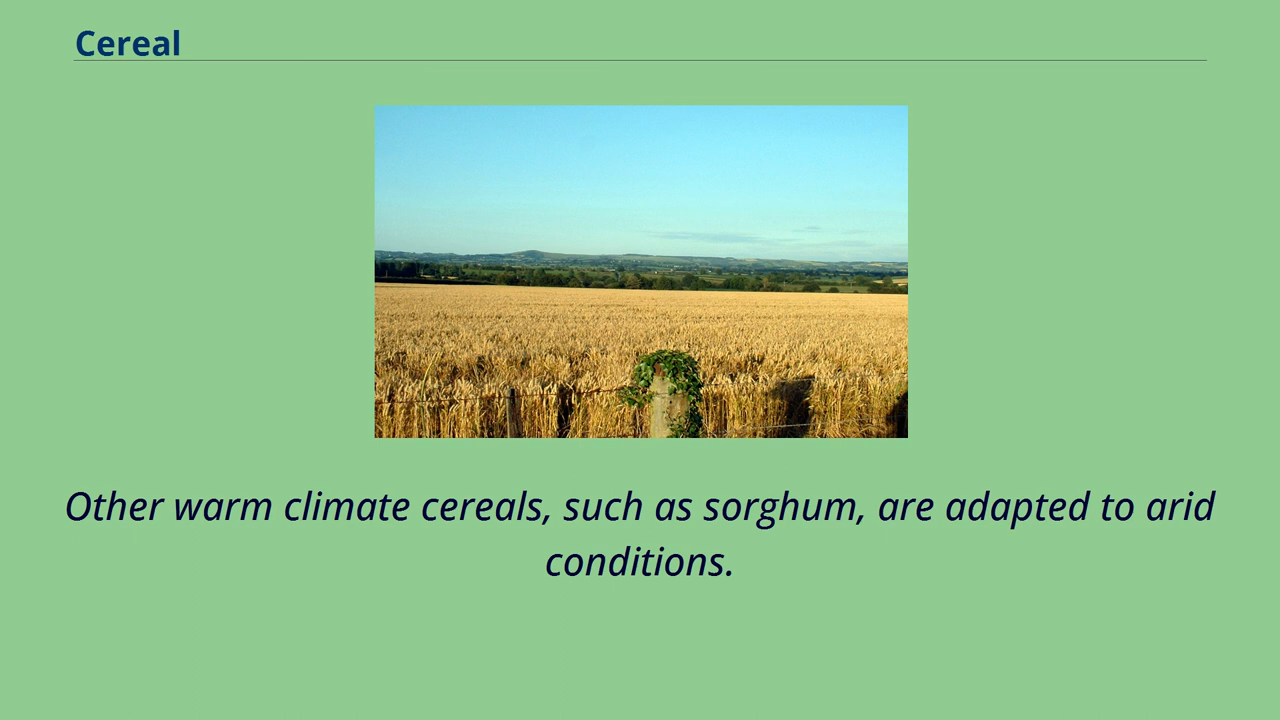 Cereal
Other warm climate cereals, such as sorghum, are adapted to arid
conditions.